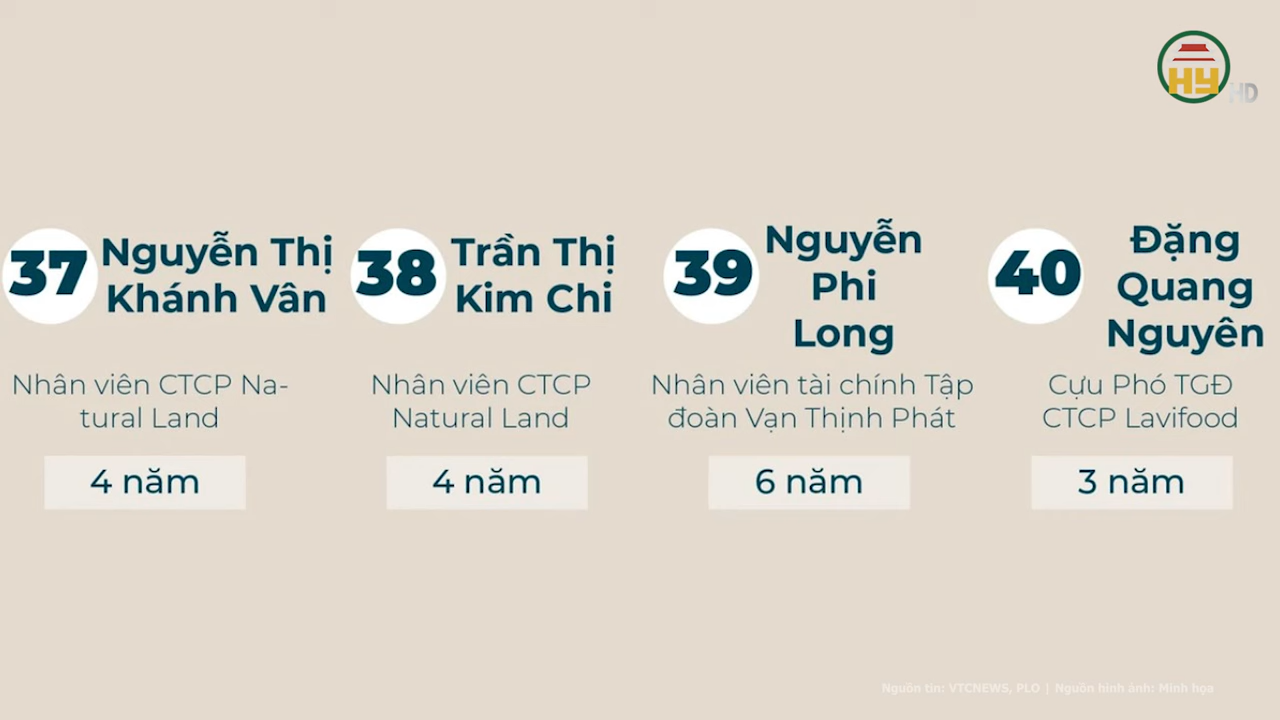 HY
HD
37 Nguyễn Thị
Khánh Vân
Nhân viên CTCP Na-
tural Land
4 năm
38 Trần Thị
Kim Chi
Nhân viên CTCP
Natural Land
4 năm
39 Nguyễn
Phi
Long
Nhân viên tài chính Tập
đoàn Vạn Thịnh Phát
6 năm
40 Đặng
Quang
Nguyên
Cựu Phó TGĐ
CTCP Lavifood
3 năm
Nguồn tin: VTCNEWS, PLO | Nguồn hình ảnh: Minh họa